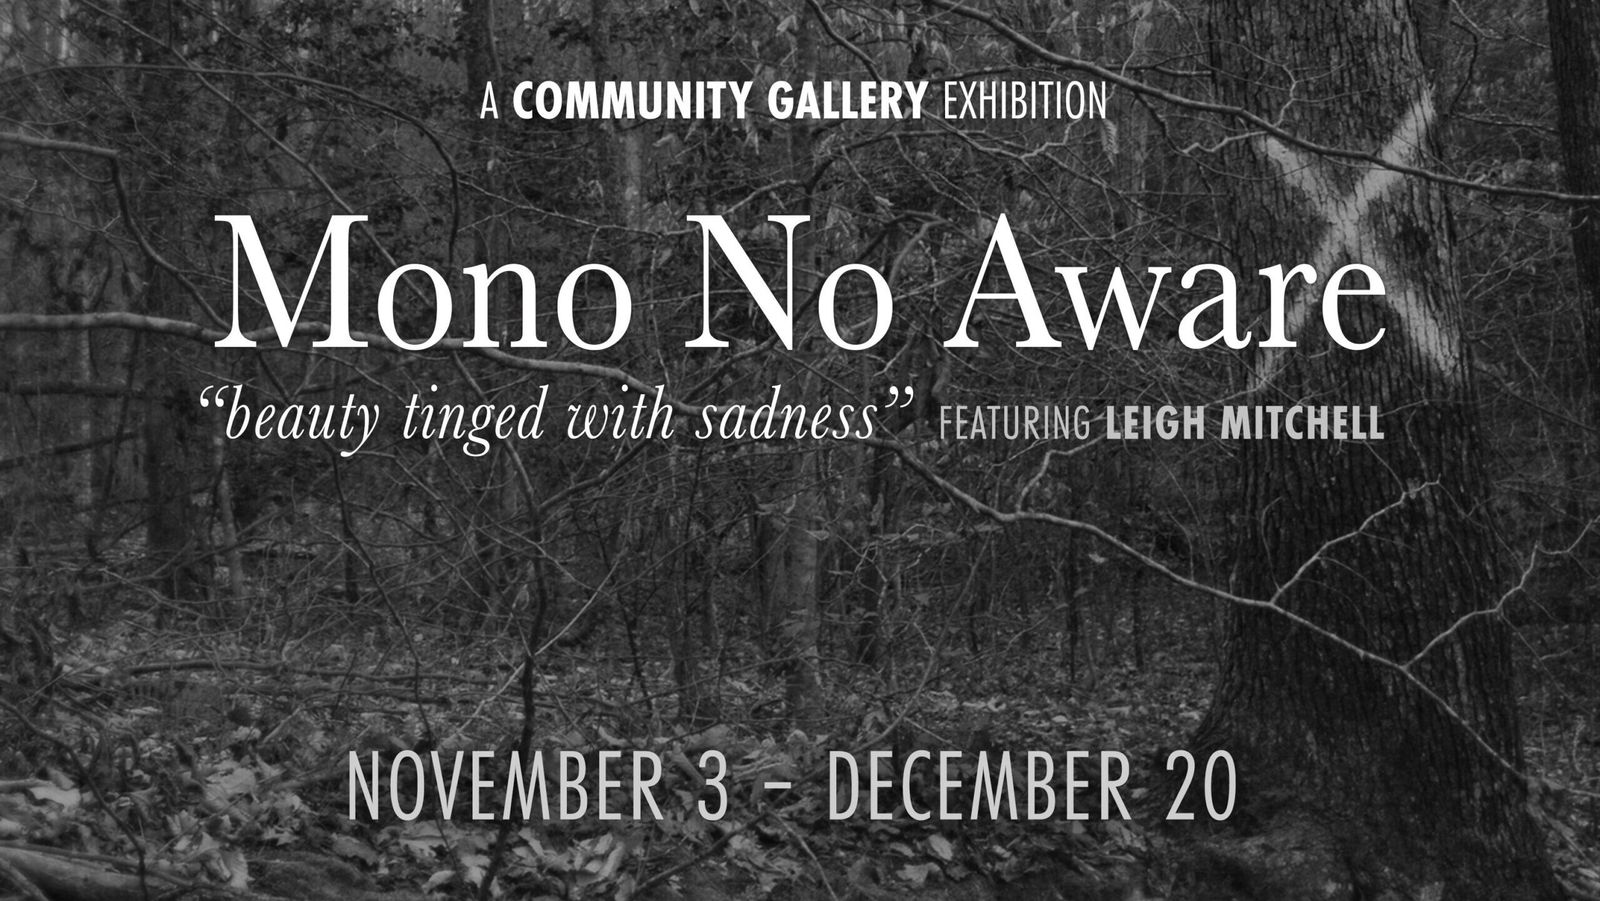 A COMMUNITY GALLERY EXHIBITION
Mono No Aware
“beauty tinged with sadness” FEATURING LEIGH MITCHELL
NOVEMBER 3 – DECEMBER 20